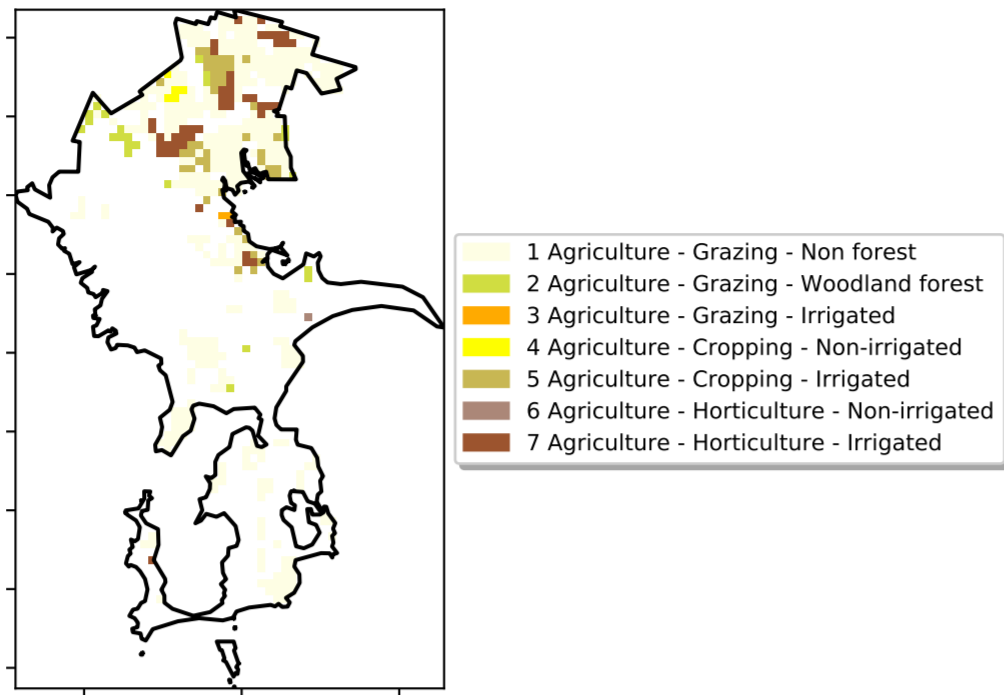 1 Agriculture - Grazing - Non forest
2 Agriculture - Grazing - Woodland forest
3 Agriculture - Grazing - Irrigated
4 Agriculture - Cropping - Non-irrigated
5 Agriculture - Cropping - Irrigated
6 Agriculture - Horticulture - Non-irrigated
7 Agriculture - Horticulture - Irrigated